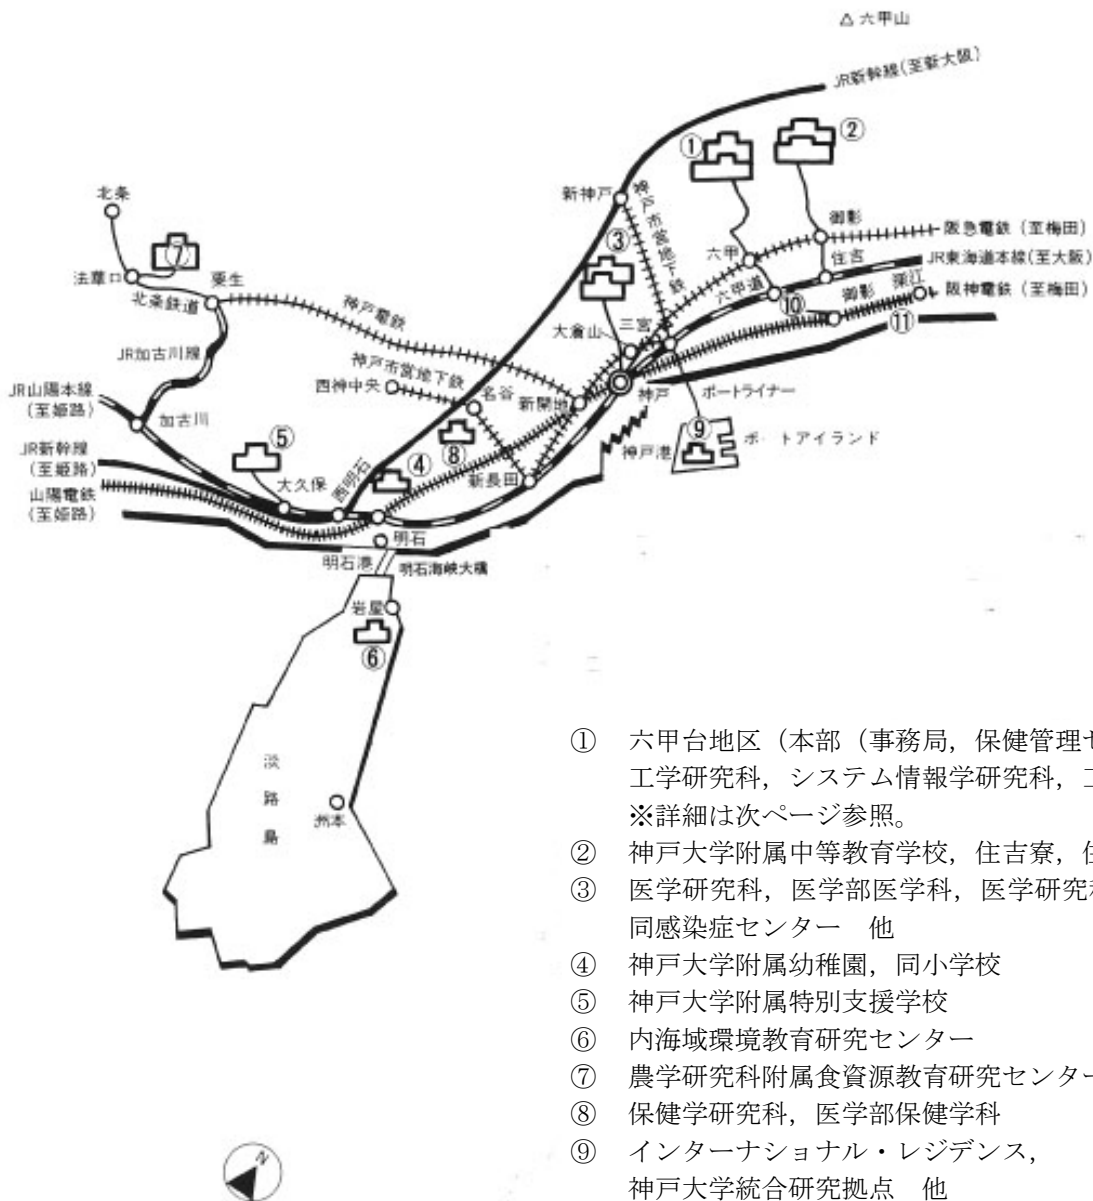 △ 六甲山
JR新幹線(至新大阪)
①
②
北条
新神戸
神戸市営地下鉄
③
御影
阪急電鉄 (至梅田)
⑦
六甲
住吉
JR東海道本線(至大阪)
法華口
粟生
北条鉄道
神戸電鉄
六甲道
⑩
御影
深江
阪神電鉄 (至梅田)
⑪
大倉山
三宮
JR加古川線
神戸市営地下鉄
西神中央
名谷
新開地
神戸
ポートライナー
JR山陽本線
(至姫路)
加古川
⑤
④
⑧
⑨
ポートアイランド
神戸港
JR新幹線
(至姫路)
大久保
西明石
新長田
山陽電鉄
(至姫路)
明石
明石港
明石海峡大橋
岩屋
⑥
淡路島
洲本
N
① 六甲台地区（本部（事務局，保健管理セ
工学研究科，システム情報学研究科，工
※詳細は次ページ参照。
② 神戸大学附属中等教育学校，住吉寮，住
③ 医学研究科，医学部医学科，医学研究科
同感染症センター　他
④ 神戸大学附属幼稚園，同小学校
⑤ 神戸大学附属特別支援学校
⑥ 内海域環境教育研究センター
⑦ 農学研究科附属食資源教育研究センター
⑧ 保健学研究科，医学部保健学科
⑨ インターナショナル・レジデンス，
神戸大学統合研究拠点　他